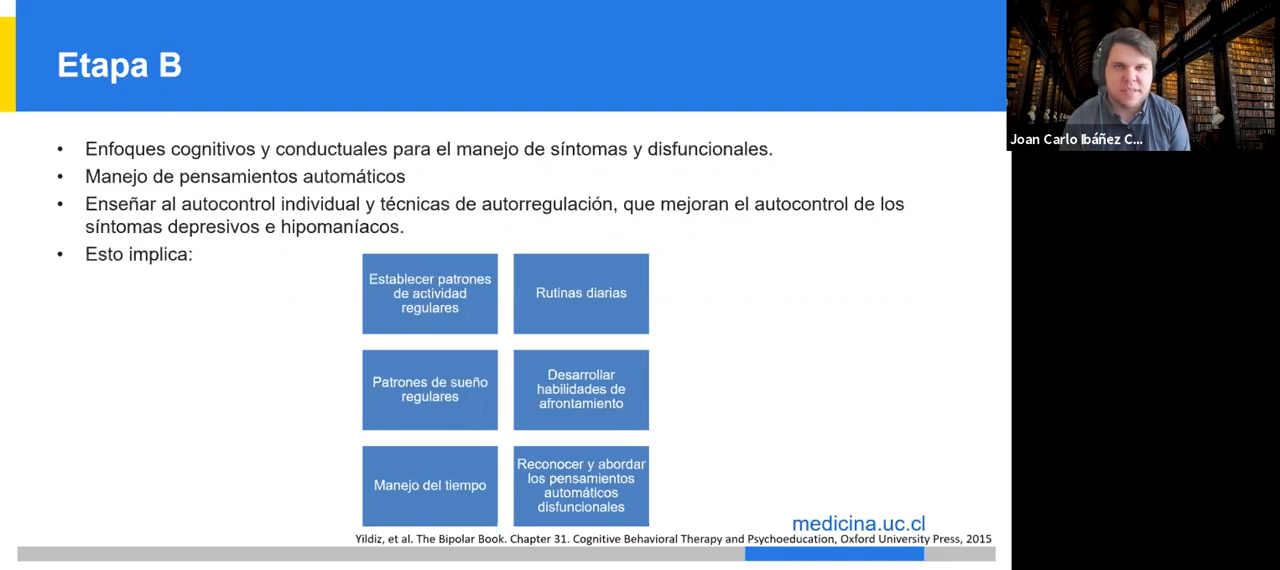 Etapa B
Joan Carlo Ibáñez C...
• Enfoques cognitivos y conductuales para el manejo de síntomas y disfuncionales.
• Manejo de pensamientos automáticos
• Enseñar al autocontrol individual y técnicas de autorregulación, que mejoran el autocontrol de los
síntomas depresivos e hipomaníacos.
• Esto implica:
Establecer patrones
de actividad
regulares
Rutinas diarias
Patrones de sueño
regulares
Desarrollar
habilidades de
afrontamiento
Manejo del tiempo
Reconocer y abordar
los pensamientos
automáticos
disfuncionales
medicina.uc.cl
Yildiz, et al. The Bipolar Book. Chapter 31. Cognitive Behavioral Therapy and Psychoeducation, Oxford University Press, 2015